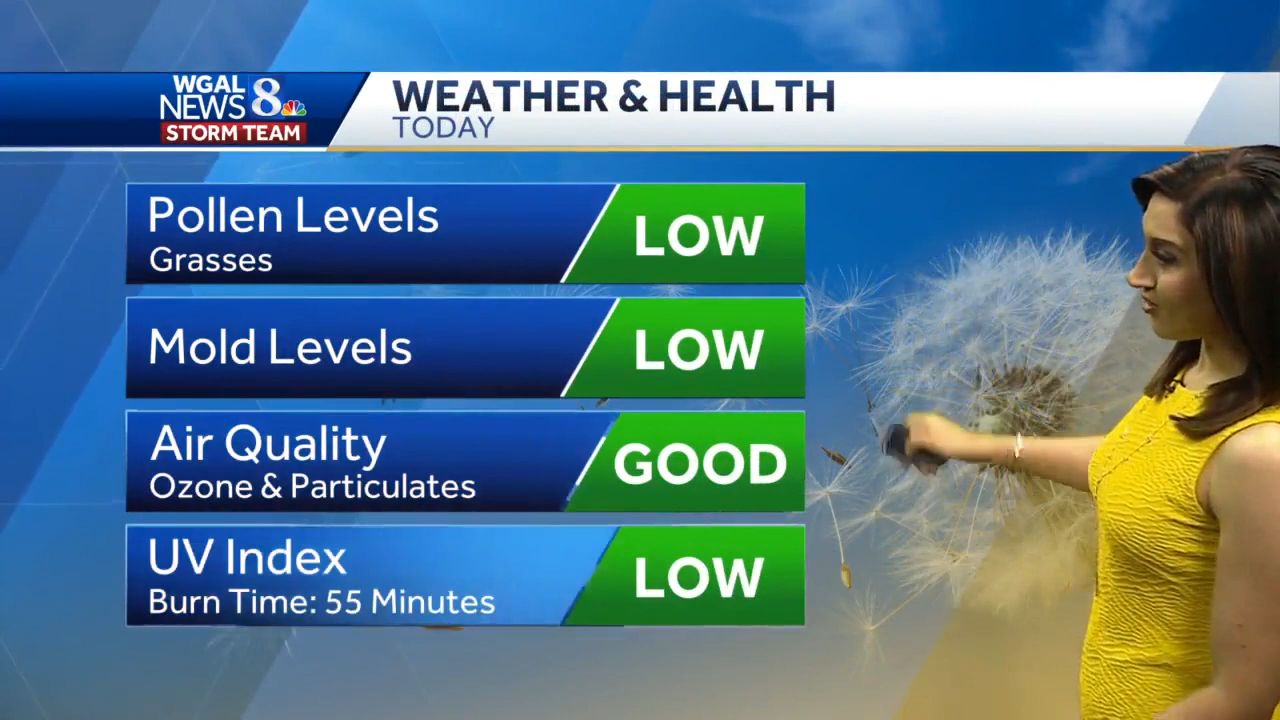 WGAL
NEWS 8
STORM TEAM
WEATHER & HEALTH
TODAY
Pollen Levels
Grasses
LOW
Mold Levels
LOW
Air Quality
Ozone & Particulates
GOOD
UV Index
Burn Time: 55 Minutes
LOW